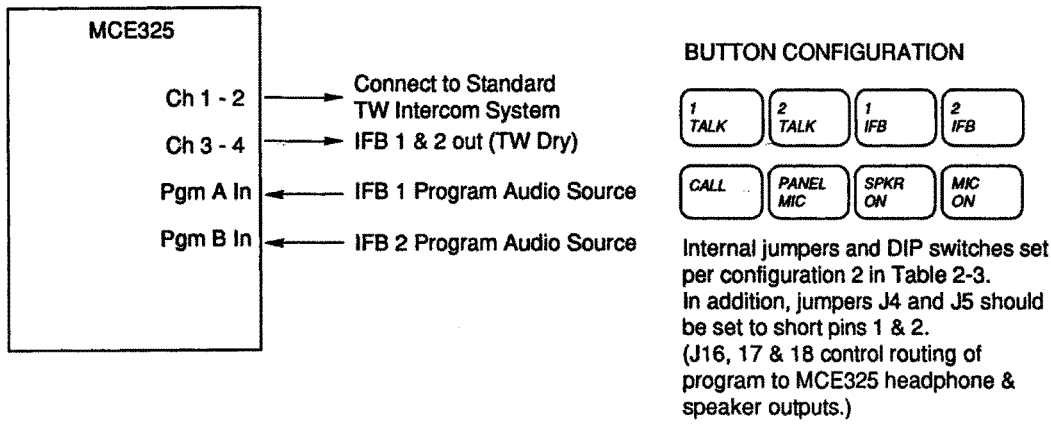 MCE325
Ch 1 - 2
Connect to Standard
TW Intercom System
Ch 3 - 4
IFB 1 & 2 out (TW Dry)
Pgm A In
IFB 1 Program Audio Source
Pgm B In
IFB 2 Program Audio Source
BUTTON CONFIGURATION
1
TALK
2
TALK
1
IFB
2
IFB
CALL
PANEL
MIC
SPKR
ON
MIC
ON
Internal jumpers and DIP switches set
per configuration 2 in Table 2-3.
In addition, jumpers J4 and J5 should
be set to short pins 1 & 2.
(J16, 17 & 18 control routing of
program to MCE325 headphone &
speaker outputs.)